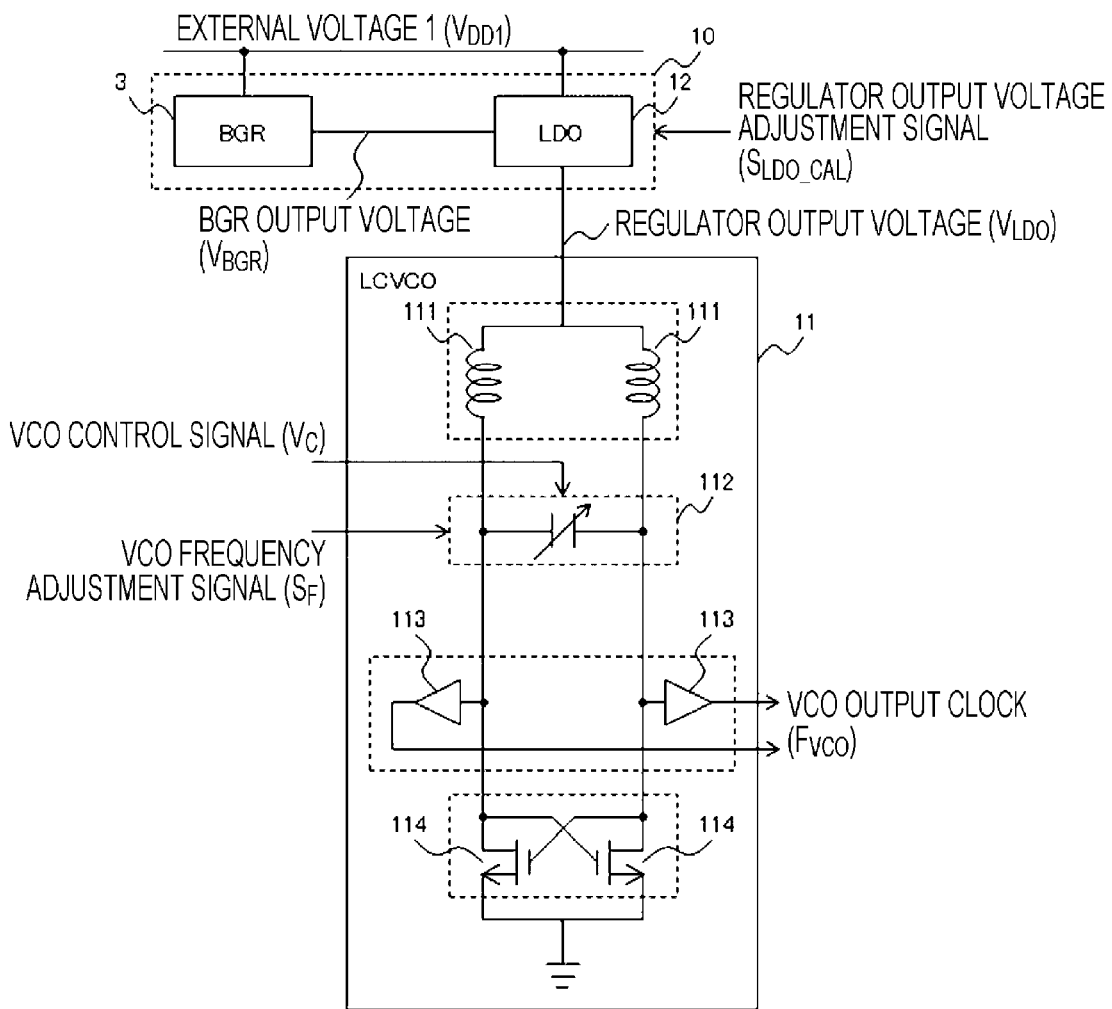 EXTERNAL VOLTAGE 1 (VDD1)
10
3
12
BGR
LDO
REGULATOR OUTPUT VOLTAGE
ADJUSTMENT SIGNAL
(SLDO_CAL)
BGR OUTPUT VOLTAGE
(VBGR)
REGULATOR OUTPUT VOLTAGE (VLDO)
LCVCO
111
111
11
VCO CONTROL SIGNAL (VC)
112
VCO FREQUENCY
ADJUSTMENT SIGNAL (SF)
113
113
VCO OUTPUT CLOCK
(FVCO)
114
114